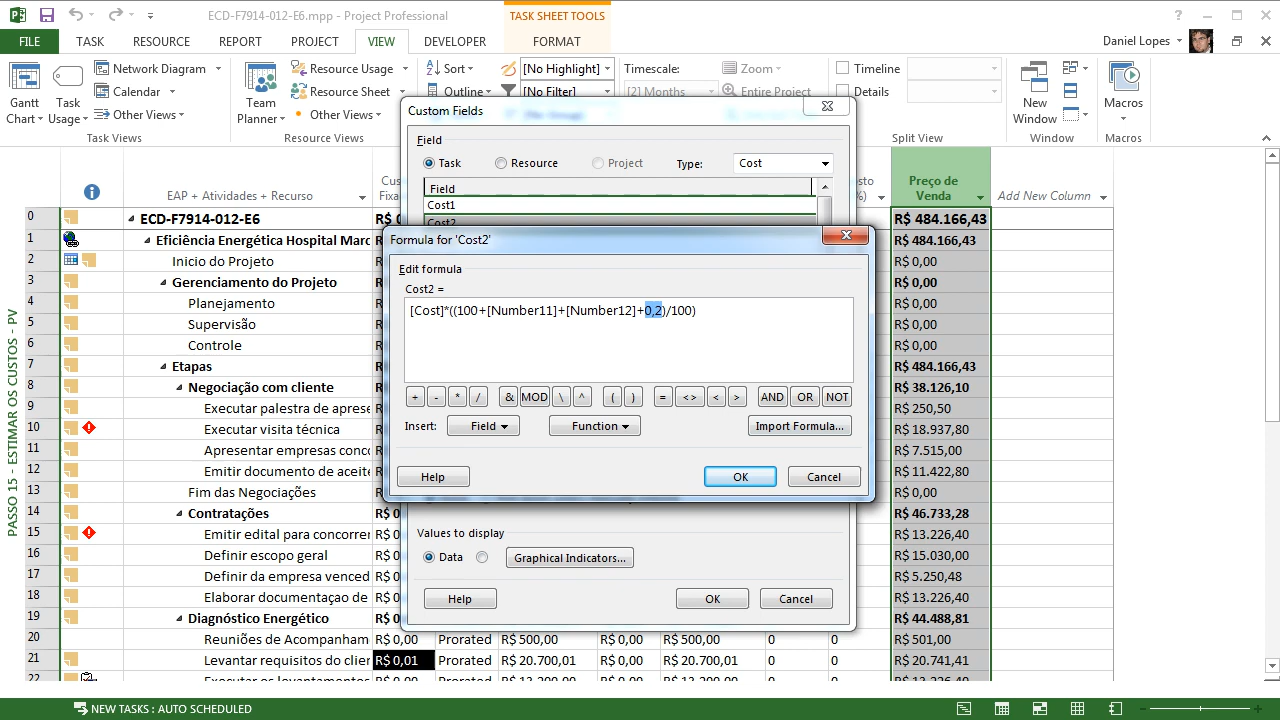 ECD-F7914-012-E6.mpp - Project Professional
TASK SHEET TOOLS
FILE TASK RESOURCE REPORT PROJECT VIEW DEVELOPER FORMAT
Daniel Lopes
Gantt Chart
Task Usage
Network Diagram
Calendar
Other Views
Task Views
Team Planner
Resource Usage
Resource Sheet
Other Views
Resource Views
Sort
Outline
[No Highlight]
[No Filter]
Timescale:
[2] Months
Zoom
Entire Project
Timeline
Details
Split View
New Window
Window
Macros
Macros
Custom Fields
Field
Task Resource Project Type: Cost
Field
Cost1
Cost2
Formula for 'Cost2'
Edit formula
Cost2 =
[Cost]*((100+[Number11]+[Number12]+0,2)/100)
+ - * / & MOD \ ^ ( ) = <> < > AND OR NOT
Insert: Field Function Import Formula...
Help OK Cancel
Values to display
Data Graphical Indicators...
Help OK Cancel
PASSO 15 - ESTIMAR OS CUSTOS - PV
EAP + Atividades + Recurso
Preço de Venda
Add New Column
0 ECD-F7914-012-E6 R$ 484.166,43
1 Eficiência Energética Hospital Marc R$ 484.166,43
2 Inicio do Projeto R$ 0,00
3 Gerenciamento do Projeto R$ 0,00
4 Planejamento R$ 0,00
5 Supervisão R$ 0,00
6 Controle R$ 0,00
7 Etapas R$ 484.166,43
8 Negociação com cliente R$ 38.126,10
9 Executar palestra de aprese R$ 250,50
10 Executar visita técnica R$ 18.937,80
11 Apresentar empresas conc R$ 7.515,00
12 Emitir documento de aceite R$ 11.422,80
13 Fim das Negociações R$ 0,00
14 Contratações R$ 46.733,28
15 Emitir edital para concorren R$ 13.226,40
16 Definir escopo geral R$ 15.030,00
17 Definir da empresa venced R$ 5.250,48
18 Elaborar documentaçao de R$ 13.226,40
19 Diagnóstico Energético R$ 44.488,81
20 Reuniões de Acompanham R$ 0,00 Prorated R$ 500,00 R$ 0,00 R$ 500,00 0 0 R$ 501,00
21 Levantar requisitos do clien R$ 0,01 Prorated R$ 20.700,01 R$ 0,00 R$ 20.700,01 0 0 R$ 20.741,41
22
NEW TASKS : AUTO SCHEDULED